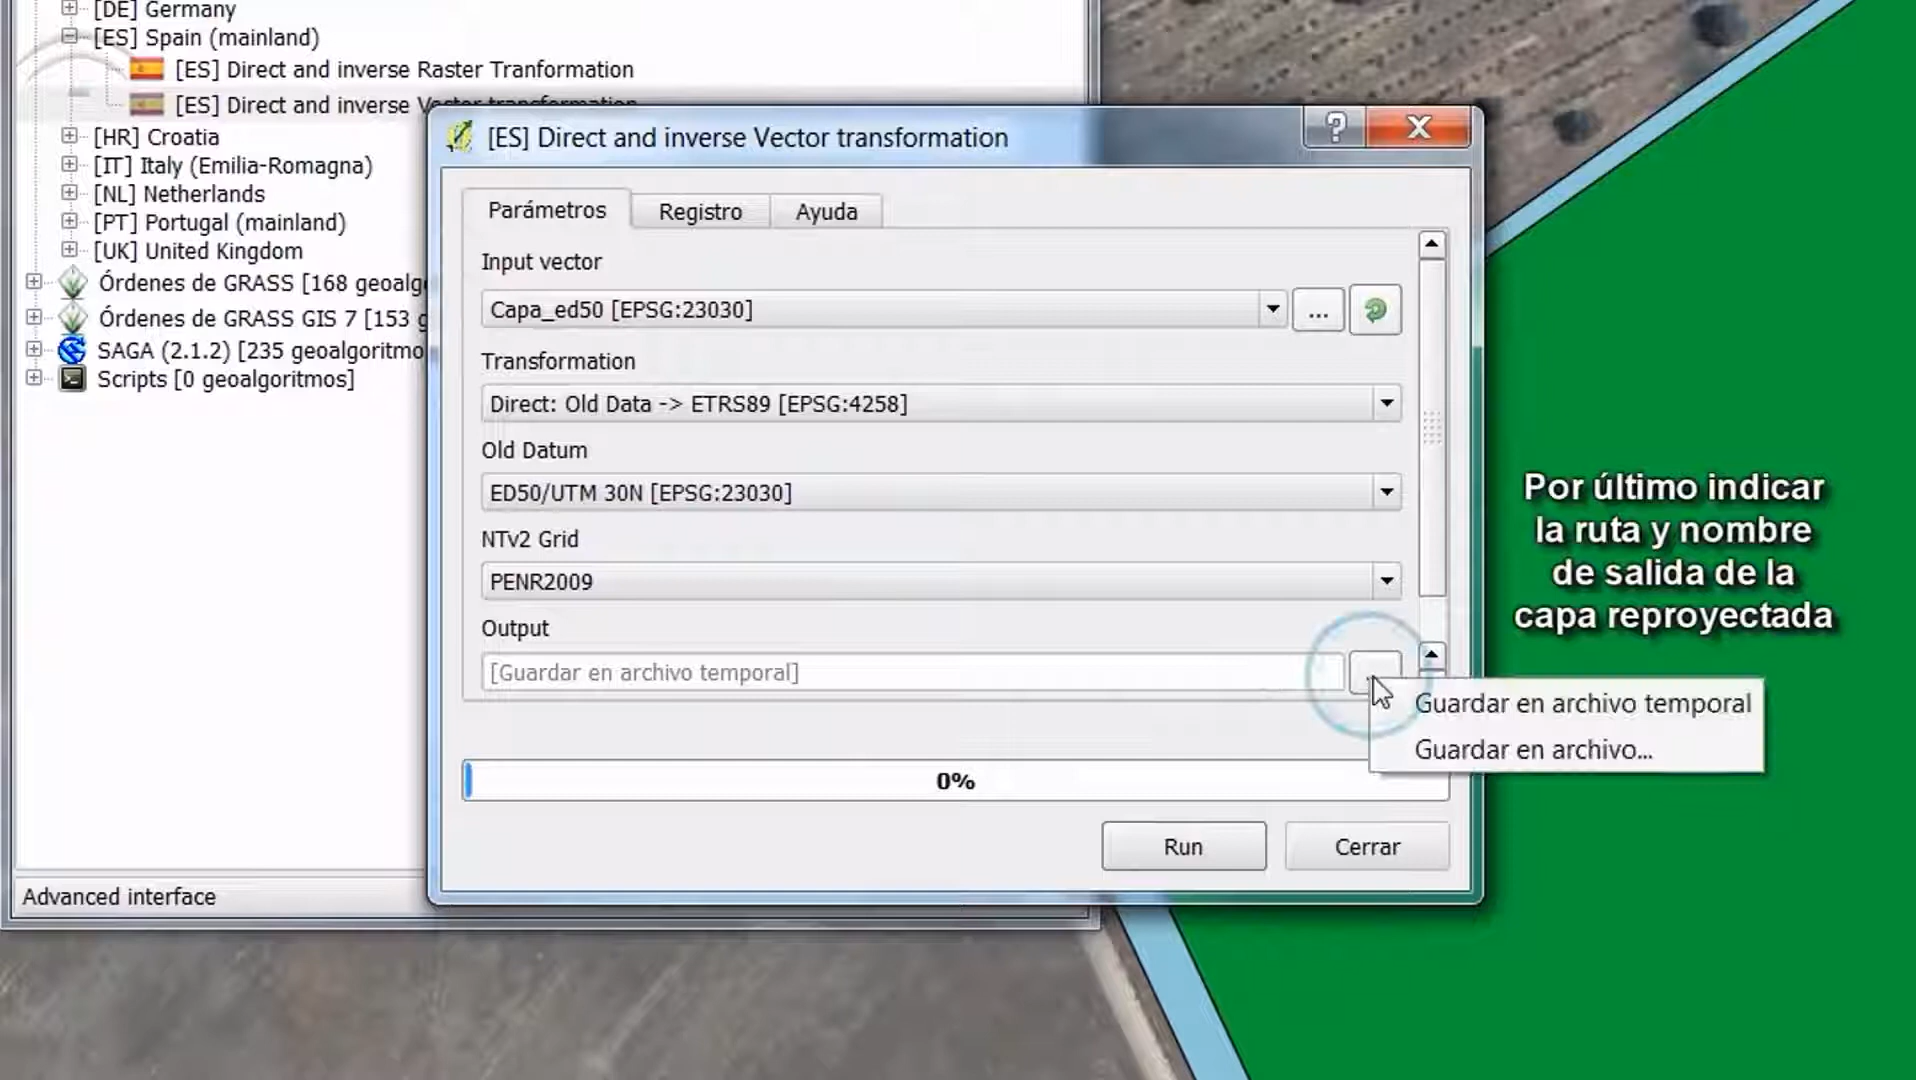 [DE] Germany
[ES] Spain (mainland)
[ES] Direct and inverse Raster Tranformation
[ES] Direct and inverse Vector transformation
[HR] Croatia
[IT] Italy (Emilia-Romagna)
[NL] Netherlands
[PT] Portugal (mainland)
[UK] United Kingdom
Órdenes de GRASS [168 geoalg
Órdenes de GRASS GIS 7 [153 g
SAGA (2.1.2) [235 geoalgoritmo
Scripts [0 geoalgoritmos]
Advanced interface
[ES] Direct and inverse Vector transformation
?
X
Parámetros
Registro
Ayuda
Input vector
Capa_ed50 [EPSG:23030]
...
Transformation
Direct: Old Data -> ETRS89 [EPSG:4258]
Old Datum
ED50/UTM 30N [EPSG:23030]
NTv2 Grid
PENR2009
Output
[Guardar en archivo temporal]
Guardar en archivo temporal
Guardar en archivo...
0%
Run
Cerrar
Por último indicar
la ruta y nombre
de salida de la
capa reproyectada